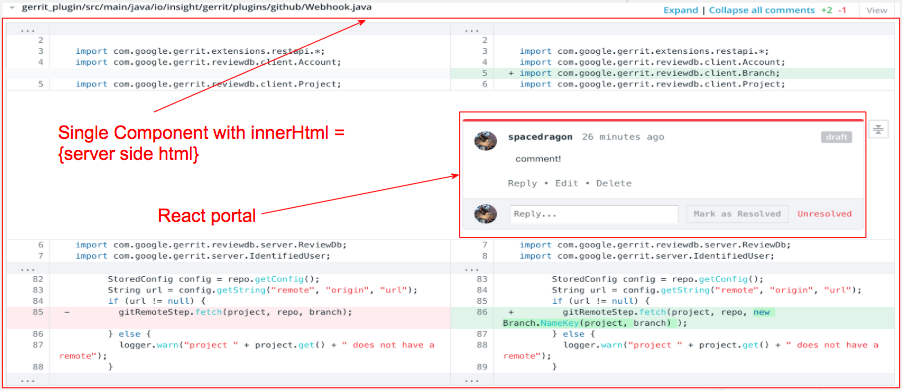 gerrit_plugin/src/main/java/io/insight/gerrit/plugins/github/Webhook.java Expand | Collapse all comments +2 -1 View
... ...
2 2
3 import com.google.gerrit.extensions.restapi.*; 3 import com.google.gerrit.extensions.restapi.*;
4 import com.google.gerrit.reviewdb.client.Account; 4 import com.google.gerrit.reviewdb.client.Account;
5 + import com.google.gerrit.reviewdb.client.Branch;
5 import com.google.gerrit.reviewdb.client.Project; 6 import com.google.gerrit.reviewdb.client.Project;
Single Component with innerHtml =
{server side html}
React portal
spacedragon 26 minutes ago draft
comment!
Reply • Edit • Delete
Reply... Mark as Resolved Unresolved
6 import com.google.gerrit.reviewdb.server.ReviewDb; 7 import com.google.gerrit.reviewdb.server.ReviewDb;
7 import com.google.gerrit.server.IdentifiedUser; 8 import com.google.gerrit.server.IdentifiedUser;
... ...
82 StoredConfig config = repo.getConfig(); 83 StoredConfig config = repo.getConfig();
83 String url = config.getString("remote", "origin", "url"); 84 String url = config.getString("remote", "origin", "url");
84 if (url != null) { 85 if (url != null) {
85 - gitRemoteStep.fetch(project, repo, branch); 86 + gitRemoteStep.fetch(project, repo, new
Branch.NameKey(project, branch) );
86 } else { 87 } else {
87 logger.warn("project " + project.get() + " does not have a 88 logger.warn("project " + project.get() + " does not have a
remote"); remote");
88 } 89 }
... ...